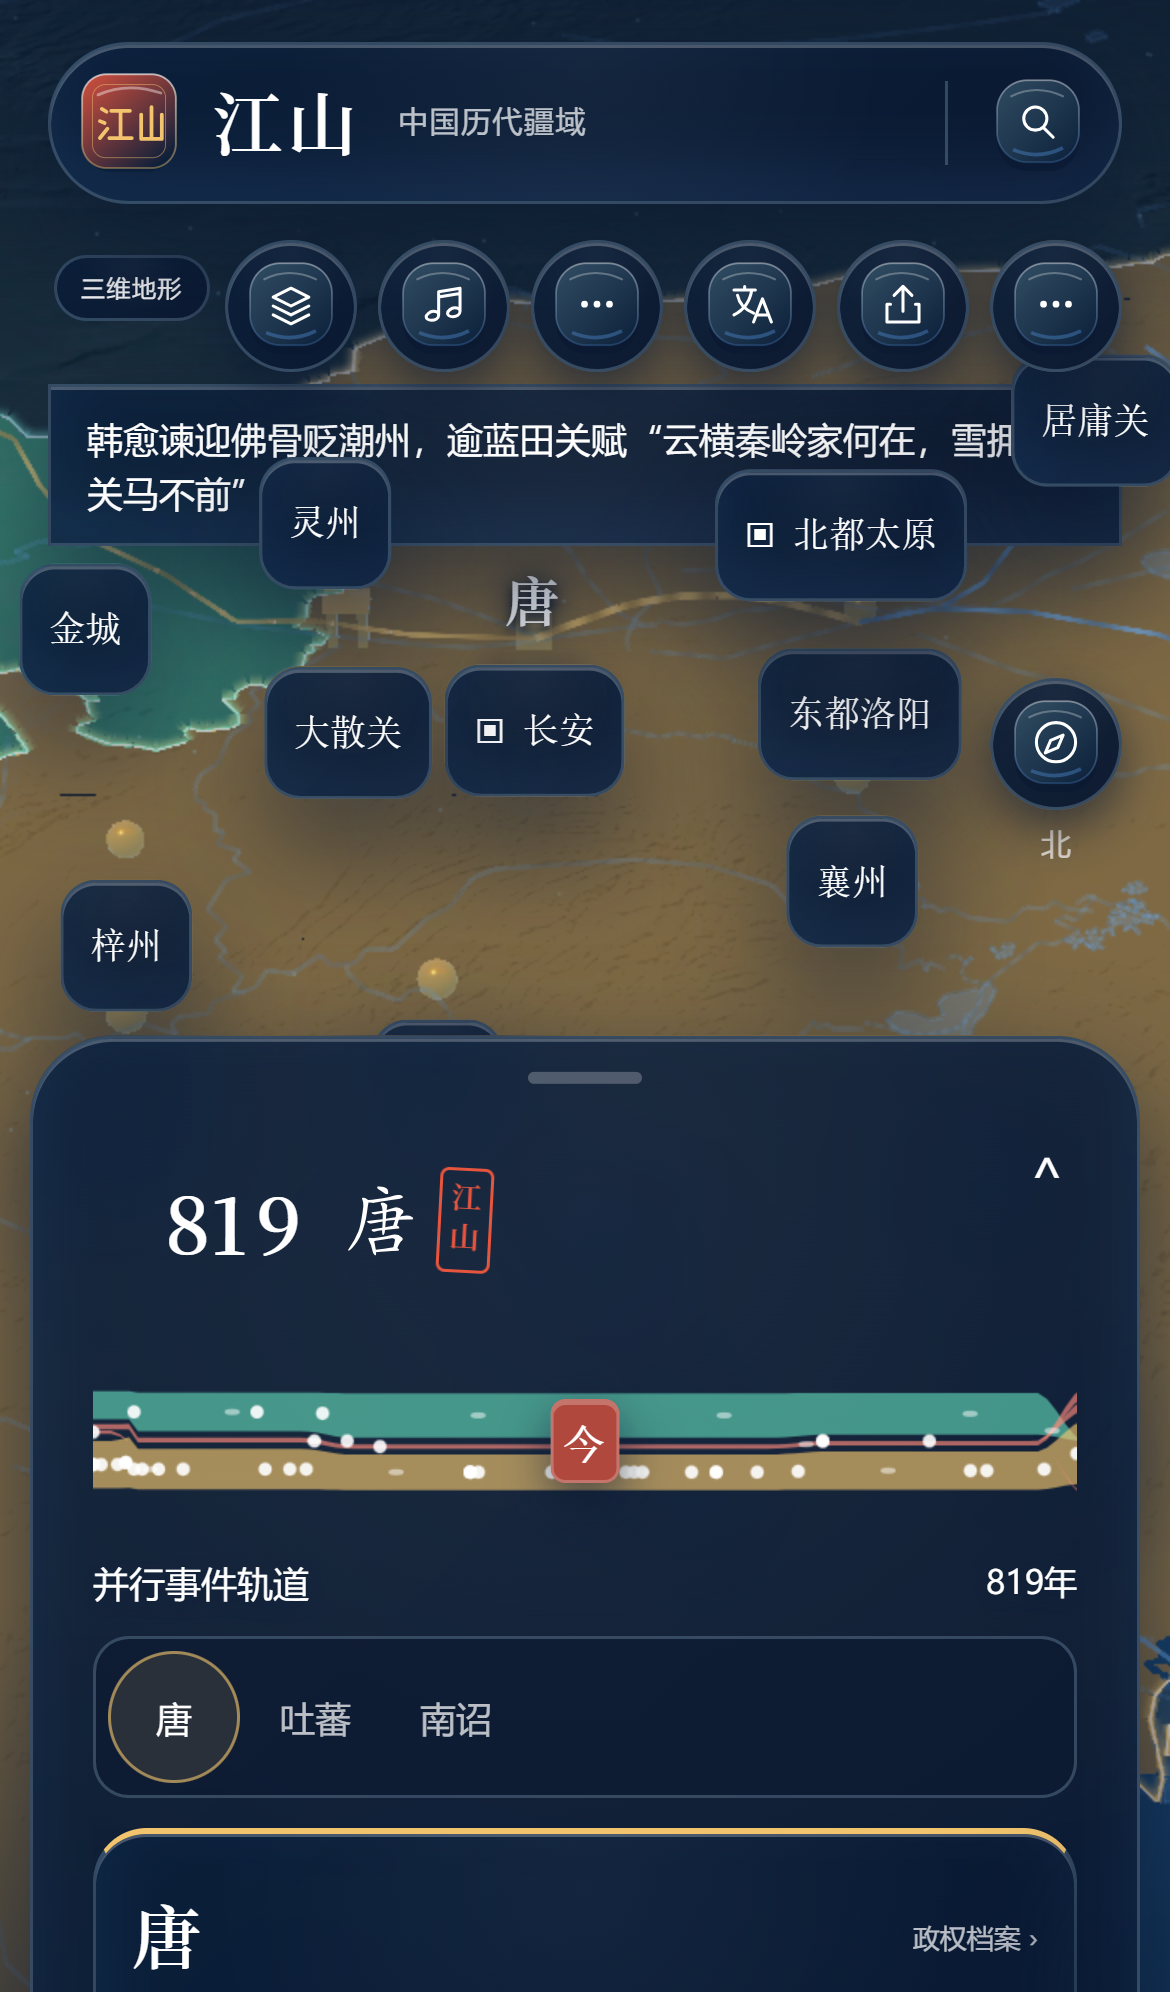 江山
江山
中国历代疆域
三维地形
韩愈谏迎佛骨贬潮州，逾蓝田关赋“云横秦岭家何在，雪拥
关马不前”
居庸关
灵州
北都太原
唐
金城
大散关
长安
东都洛阳
北
襄州
梓州
819 唐
江山
今
并行事件轨道
819年
唐
吐蕃
南诏
唐
政权档案 ›